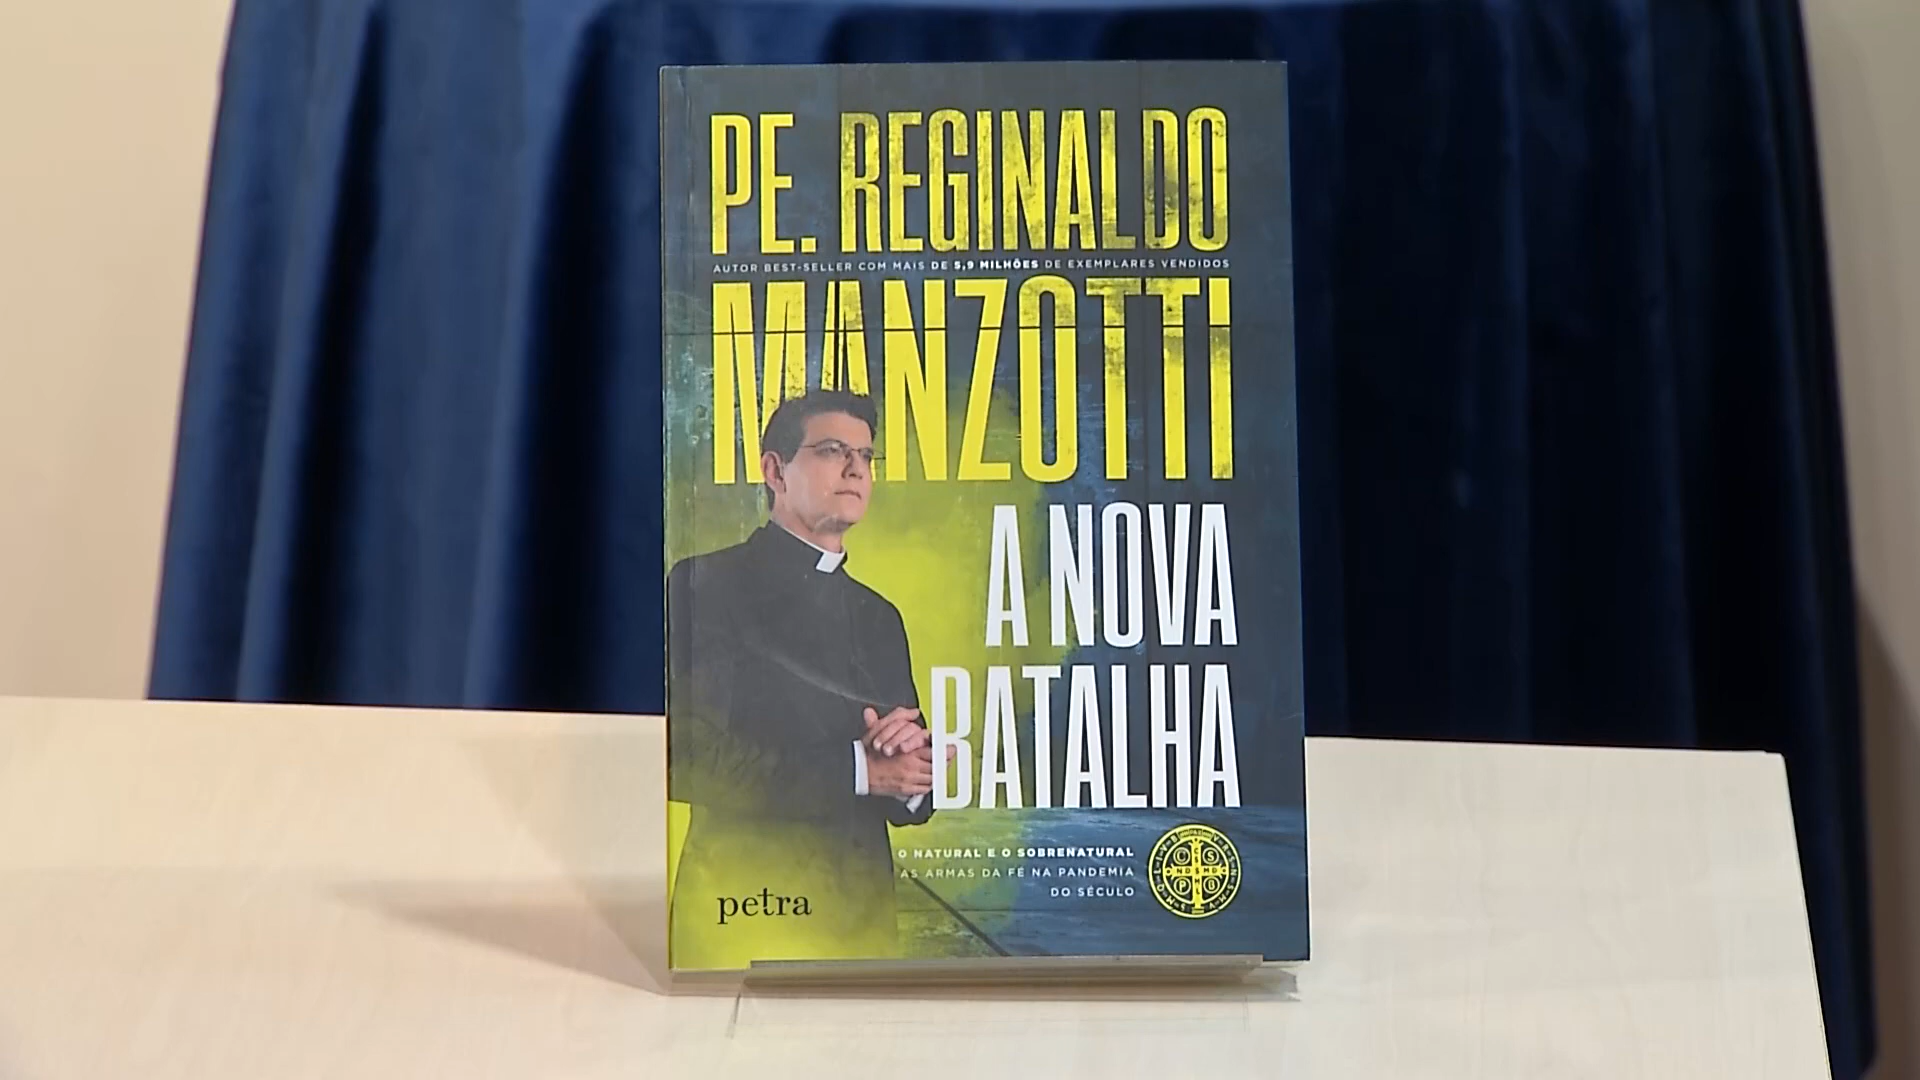 PE. REGINALDO
AUTOR BEST-SELLER COM MAIS DE 5,9 MILHÕES DE EXEMPLARES VENDIDOS
MANZOTTI
A NOVA
BATALHA
O NATURAL E O SOBRENATURAL
AS ARMAS DA FÉ NA PANDEMIA
DO SÉCULO
petra